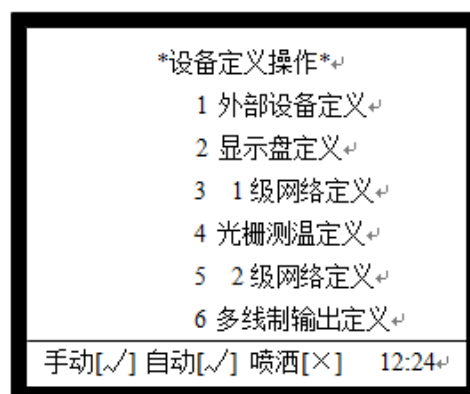 *设备定义操作*↵
1 外部设备定义↵
2 显示盘定义↵
3 1级网络定义↵
4 光栅测温定义↵
5 2级网络定义↵
6 多线制输出定义↵
手动[√] 自动[√] 喷洒[×] 12:24↵